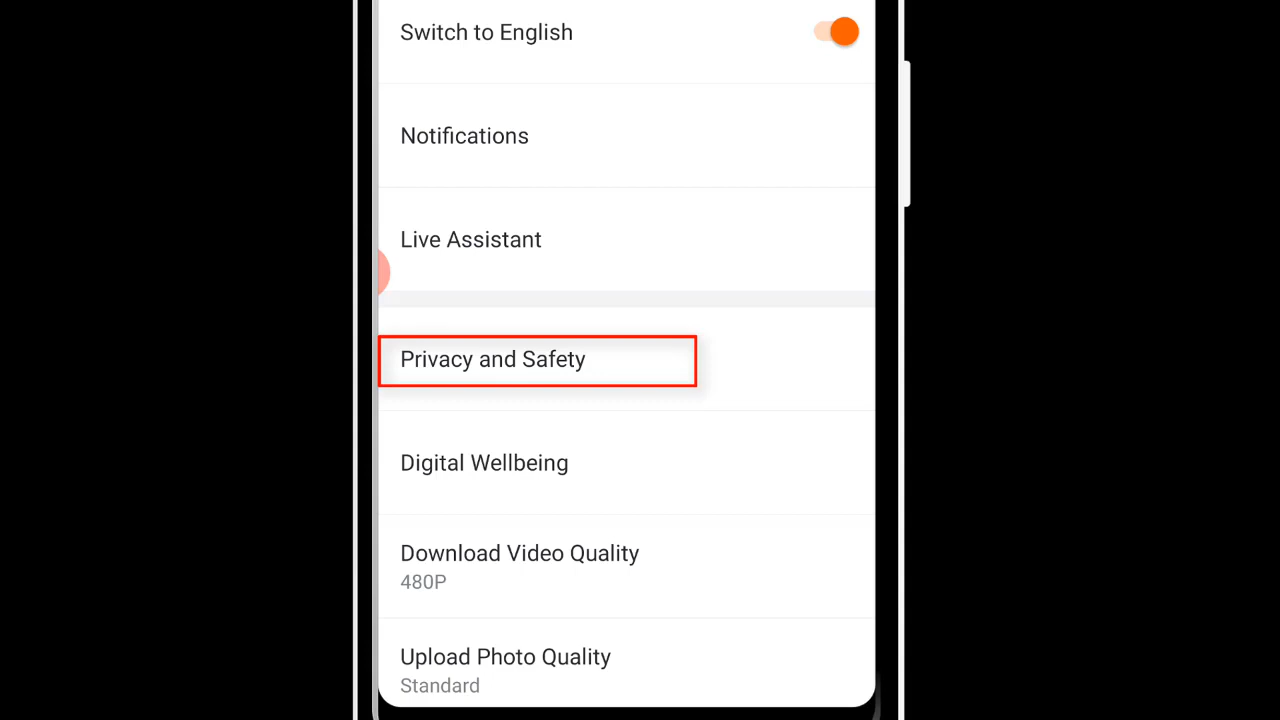 Switch to English
Notifications
Live Assistant
Privacy and Safety
Digital Wellbeing
Download Video Quality
480P
Upload Photo Quality
Standard